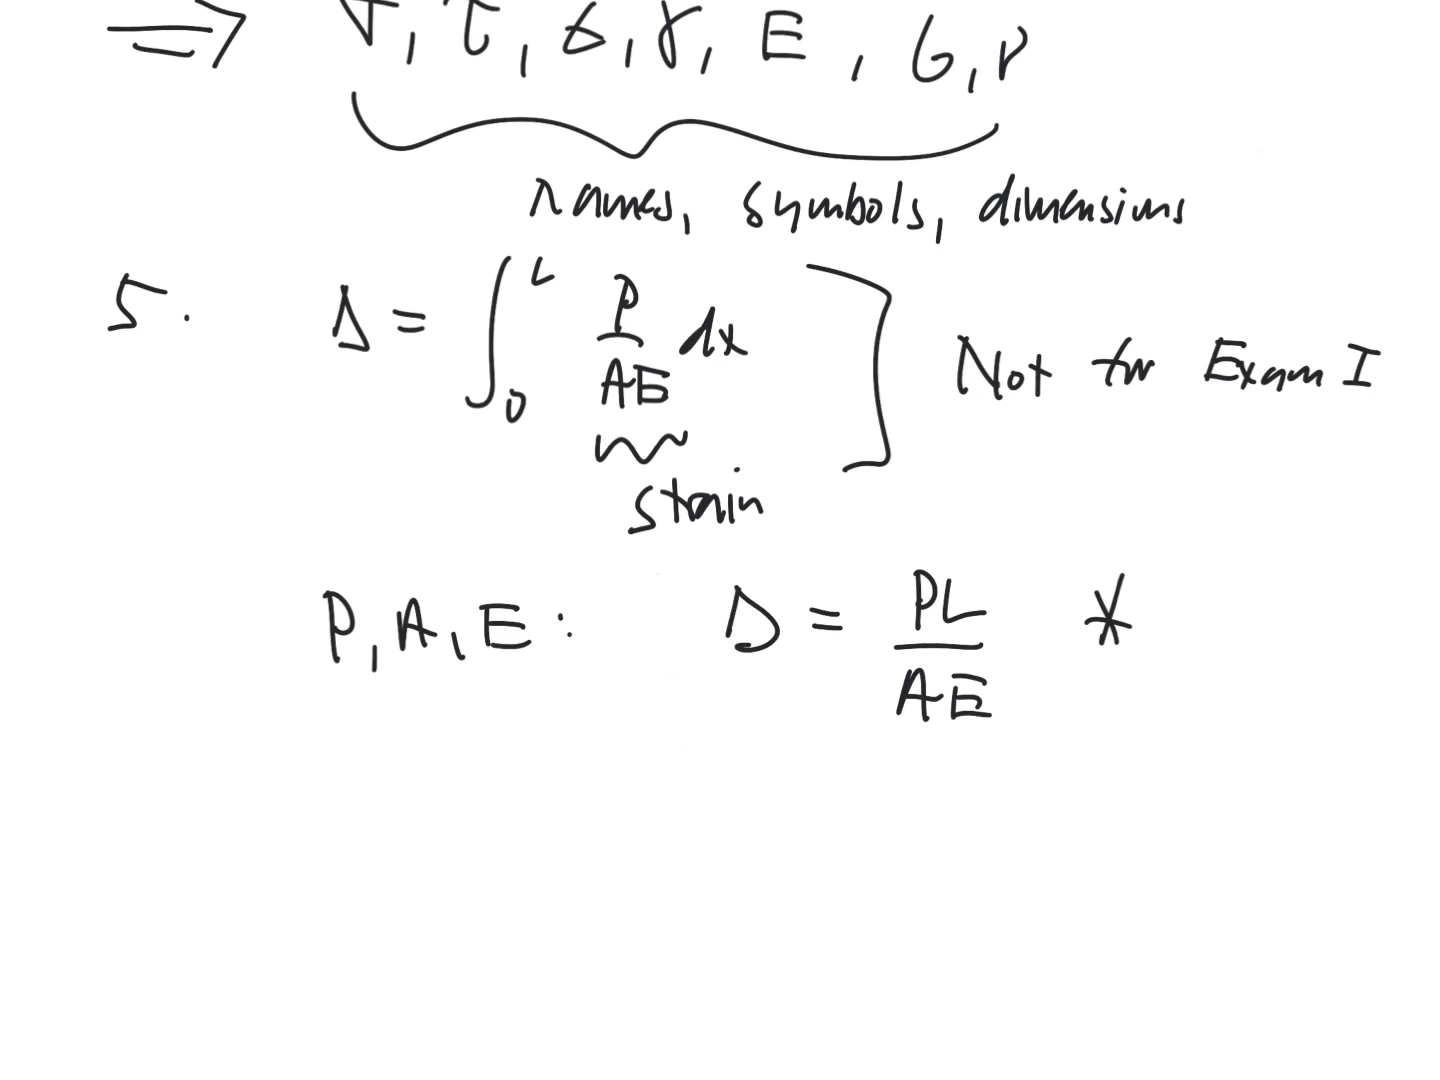 ⇒ σ, τ, ε, γ, E, G, ν
names, symbols, dimensions
5. Δ = ∫₀ᴸ P/AE dx ] Not for Exam I
strain
P, A, E : Δ = PL/AE *